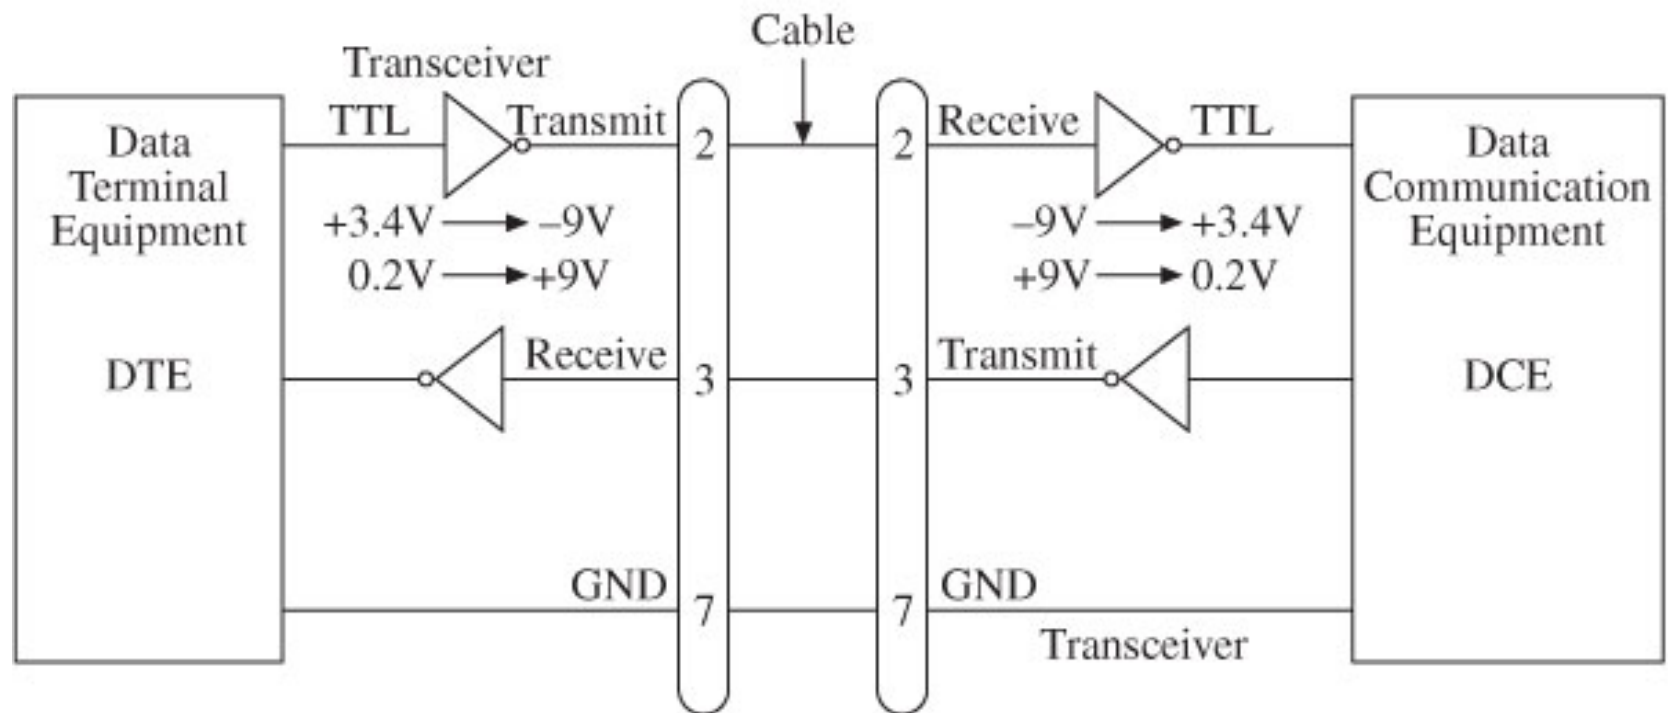 Cable
Transceiver
Data
Terminal
Equipment
TTL
Transmit
2
2
Receive
TTL
Data
Communication
Equipment
+3.4V
–9V
–9V
+3.4V
0.2V
+9V
+9V
0.2V
DTE
Receive
3
3
Transmit
DCE
GND
7
7
GND
Transceiver